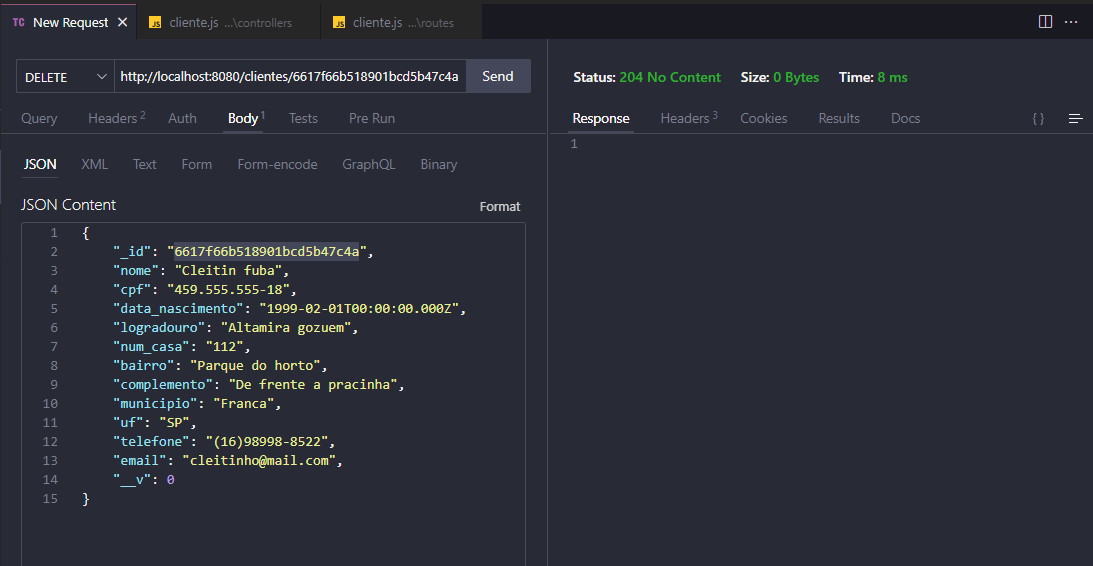 TC New Request × JS cliente.js ...\controllers JS cliente.js ...\routes
DELETE http://localhost:8080/clientes/6617f66b518901bcd5b47c4a Send
Status: 204 No Content Size: 0 Bytes Time: 8 ms
Query Headers 2 Auth Body 1 Tests Pre Run
Response Headers 3 Cookies Results Docs { }
1
JSON XML Text Form Form-encode GraphQL Binary
JSON Content Format
1 {
2 "_id": "6617f66b518901bcd5b47c4a",
3 "nome": "Cleitin fuba",
4 "cpf": "459.555.555-18",
5 "data_nascimento": "1999-02-01T00:00:00.000Z",
6 "logradouro": "Altamira gozuem",
7 "num_casa": "112",
8 "bairro": "Parque do horto",
9 "complemento": "De frente a pracinha",
10 "municipio": "Franca",
11 "uf": "SP",
12 "telefone": "(16)98998-8522",
13 "email": "cleitinho@mail.com",
14 "__v": 0
15 }